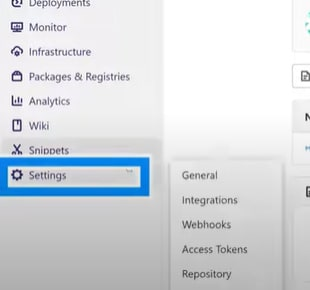 Deployments
Monitor
Infrastructure
Packages & Registries
Analytics
Wiki
Snippets
Settings
General
Integrations
Webhooks
Access Tokens
Repository